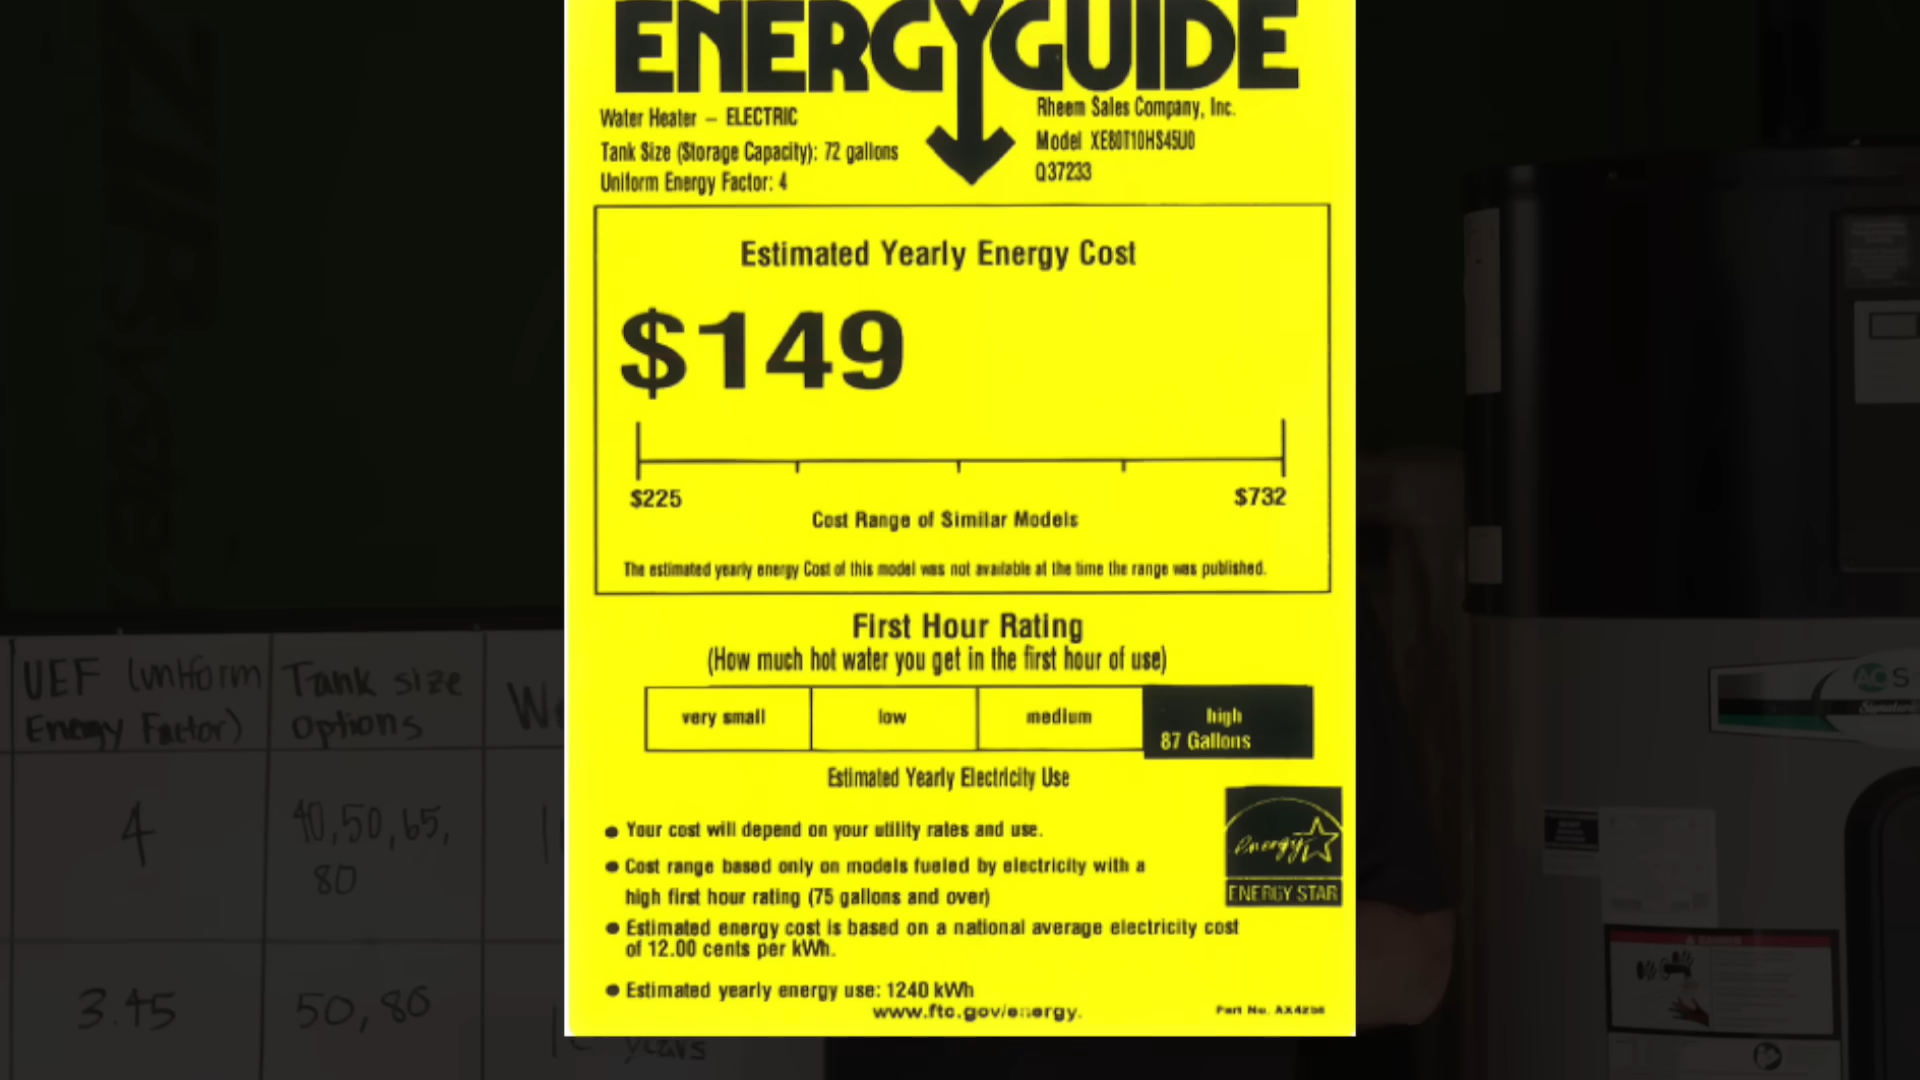 ENERGYGUIDE
Water Heater – ELECTRIC
Tank Size (Storage Capacity): 72 gallons
Uniform Energy Factor: 4
Rheem Sales Company, Inc.
Model XE80T10HS45U0
Q37233
Estimated Yearly Energy Cost
$149
$225
$732
Cost Range of Similar Models
The estimated yearly energy Cost of this model was not available at the time the range was published.
First Hour Rating
(How much hot water you get in the first hour of use)
very small
low
medium
high
87 Gallons
Estimated Yearly Electricity Use
● Your cost will depend on your utility rates and use.
● Cost range based only on models fueled by electricity with a
high first hour rating (75 gallons and over)
● Estimated energy cost is based on a national average electricity cost
of 12.00 cents per kWh.
● Estimated yearly energy use: 1240 kWh
energy
ENERGY STAR
www.ftc.gov/energy.
Part No.
UEF (Uniform
Energy Factor)
Tank size
options
4
40, 50, 65,
80
3.45
50, 80
years
DANGER